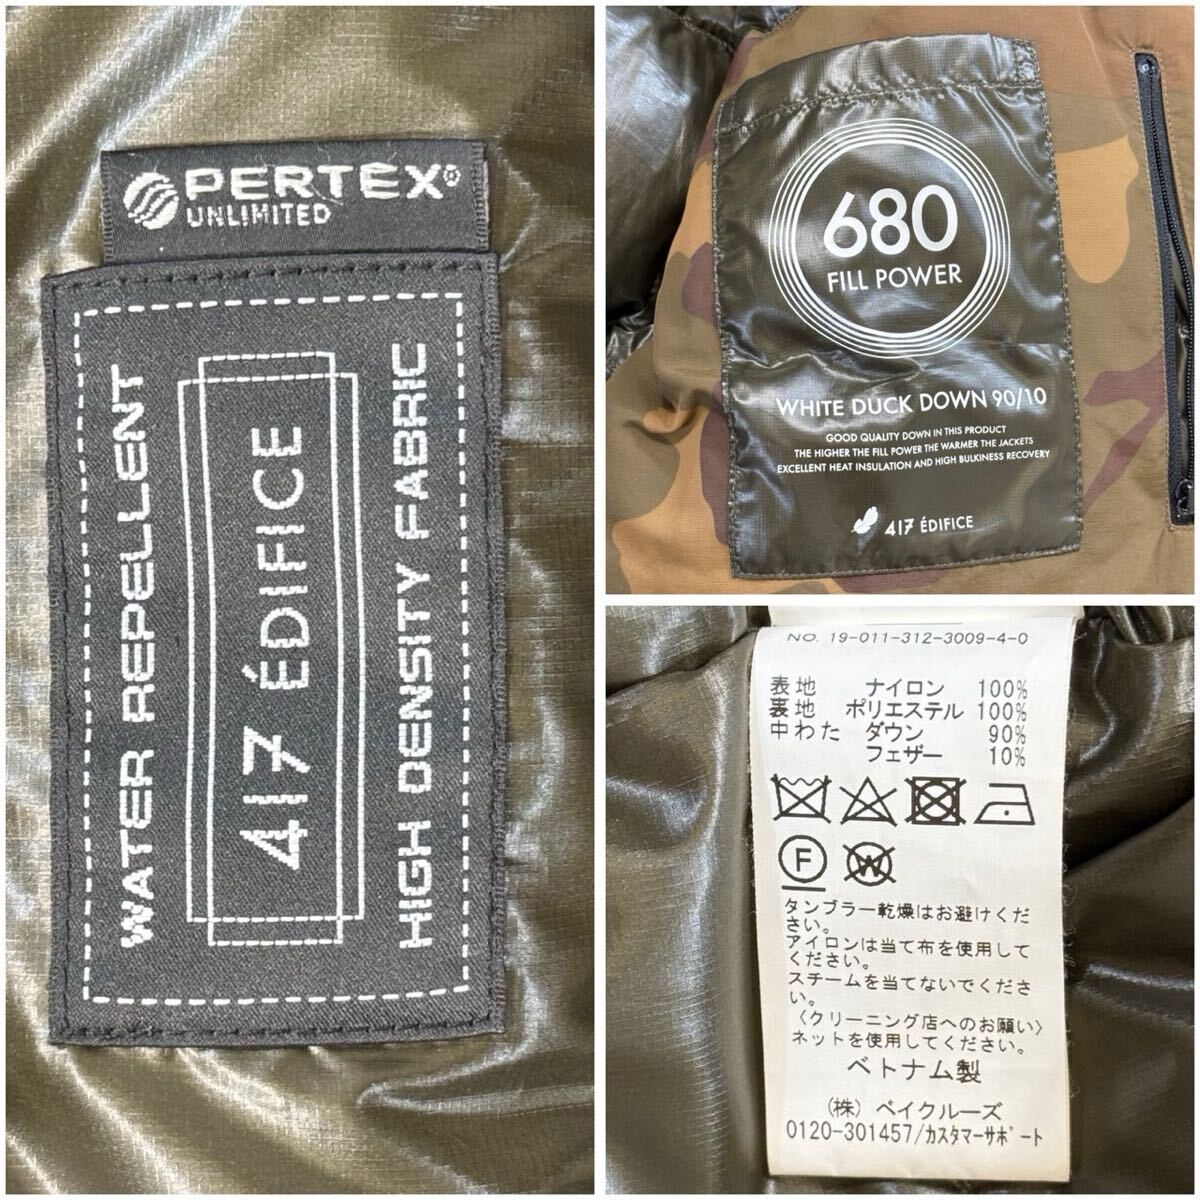 PERTEX®
UNLIMITED
WATER REPELLENT
417 ÉDIFICE
HIGH DENSITY FABRIC
680
FILL POWER
WHITE DUCK DOWN 90/10
GOOD QUALITY DOWN IN THIS PRODUCT
THE HIGHER THE FILL POWER THE WARMER THE JACKETS
EXCELLENT HEAT INSULATION AND HIGH BULKINESS RECOVERY
417 ÉDIFICE
NO. 19-011-312-3009-4-0
表地 ナイロン 100%
裏地 ポリエステル 100%
中わた ダウン 90%
フェザー 10%
F W
タンブラー乾燥はお避けくだ
さい。
アイロンは当て布を使用して
ください。
スチームを当てないでくださ
い。
〈クリーニング店へのお願い〉
ネットを使用してください。
ベトナム製
(株) ベイクルーズ
0120-301457/カスタマーサポート